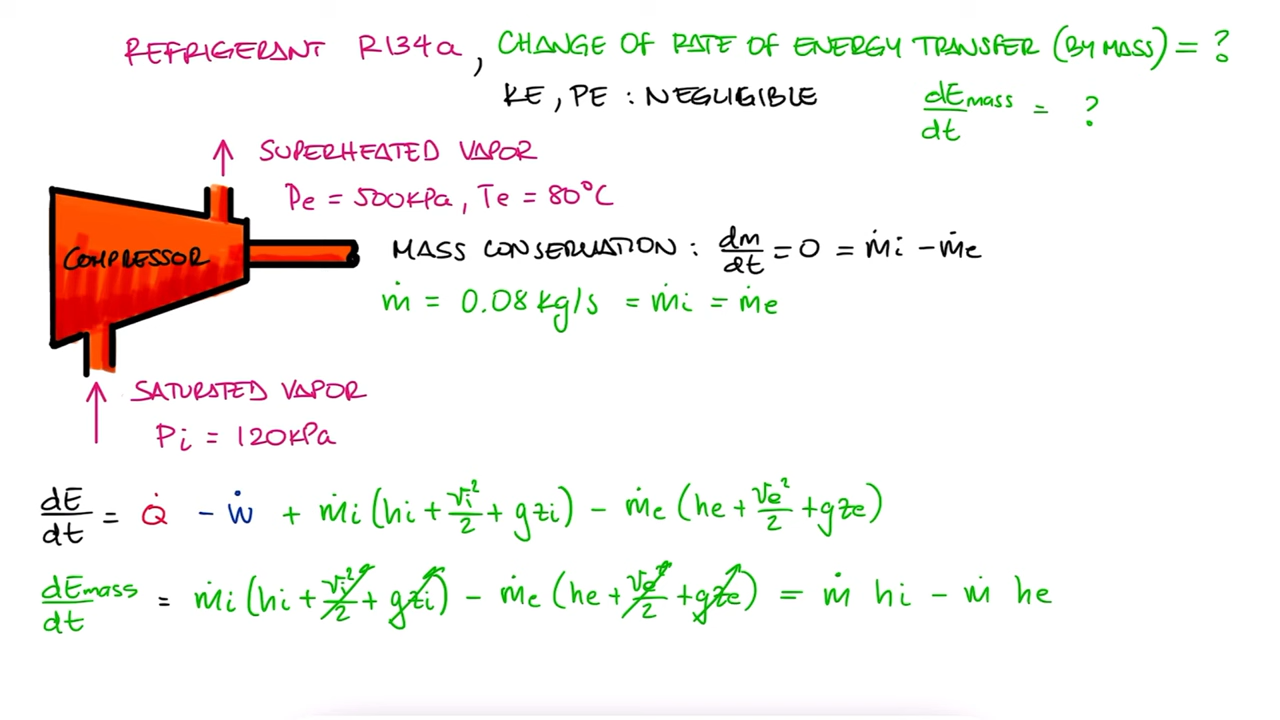 REFRIGERANT R134a, CHANGE OF RATE OF ENERGY TRANSFER (BY MASS) = ?
KE, PE : NEGLIGIBLE
dEmass/dt = ?
SUPERHEATED VAPOR
Pe = 500kPa, Te = 80°C
COMPRESSOR
MASS CONSERVATION : dm/dt = 0 = ṁi - ṁe
ṁ = 0.08 kg/s = ṁi = ṁe
SATURATED VAPOR
Pi = 120kPa
dE/dt = Q̇ - Ẇ + ṁi (hi + Vi²/2 + gzi) - ṁe (he + Ve²/2 + gze)
dEmass/dt = ṁi (hi + Vi²/2 + gzi) - ṁe (he + Ve²/2 + gze) = ṁ hi - ṁ he